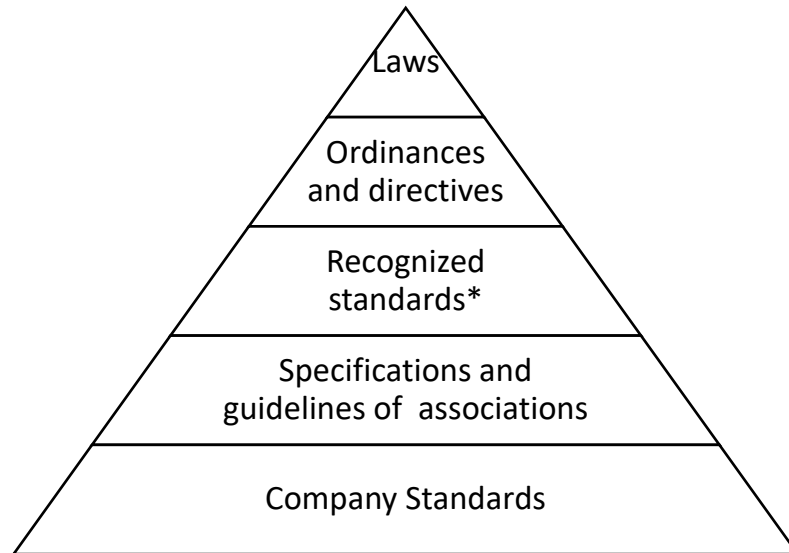 Laws
Ordinances
and directives
Recognized
standards*
Specifications and
guidelines of  associations
Company Standards